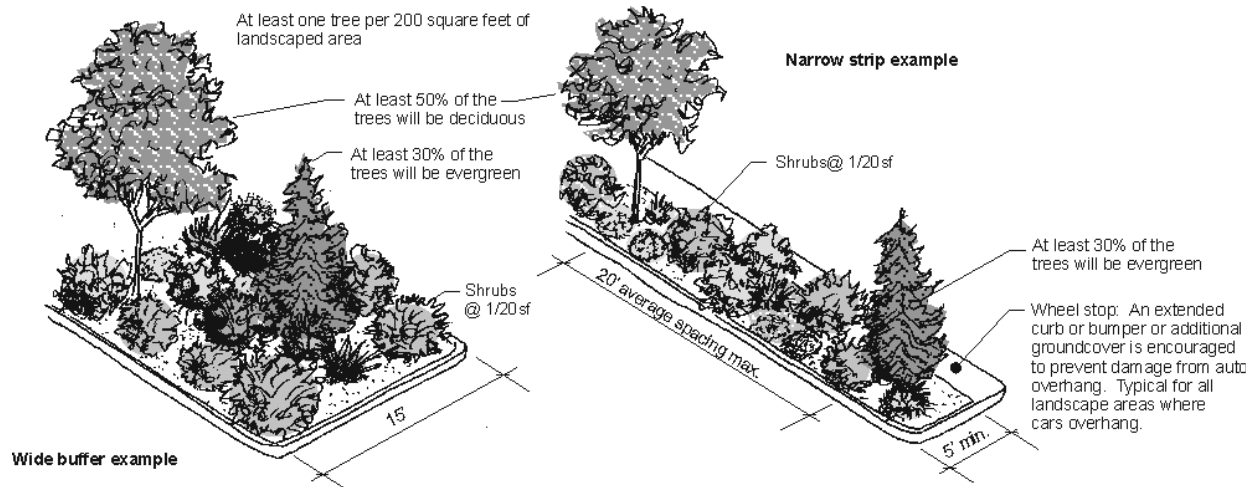 At least one tree per 200 square feet of
landscaped area
At least 50% of the
trees will be deciduous
At least 30% of the
trees will be evergreen
Shrubs
@ 1/20sf
15'
Wide buffer example
Narrow strip example
Shrubs@ 1/20sf
20' average spacing max.
At least 30% of the
trees will be evergreen
Wheel stop: An extended
curb or bumper or additional
groundcover is encouraged
to prevent damage from auto
overhang. Typical for all
landscape areas where
cars overhang.
5' min.